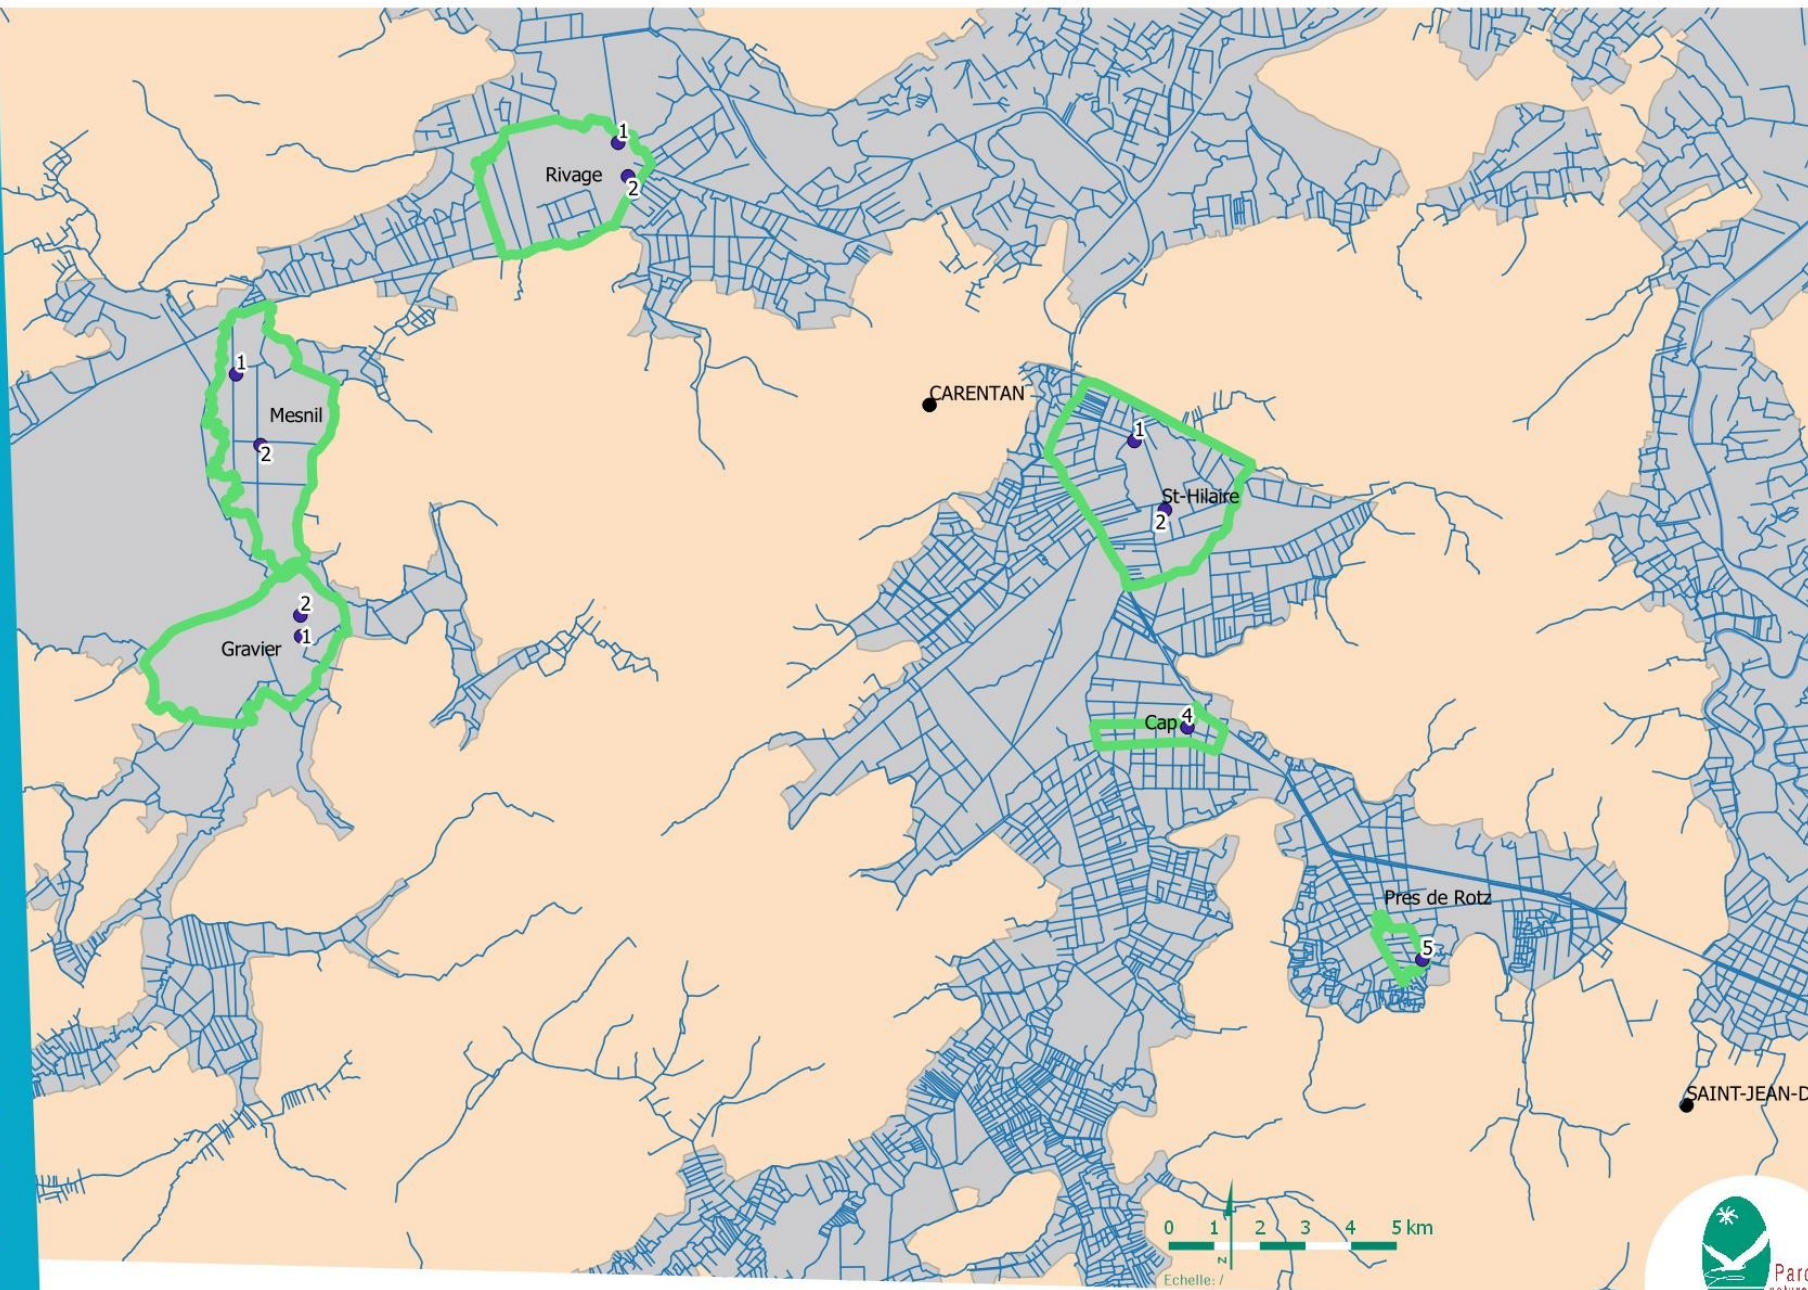 1
Rivage
2
1
CARENTAN
Mesnil
1
2
St-Hilaire
2
2
1
Gravier
4
Cap
Pres de Rotz
5
SAINT-JEAN-D
0 1 2 3 4 5 km
N
Echelle: /
Parc